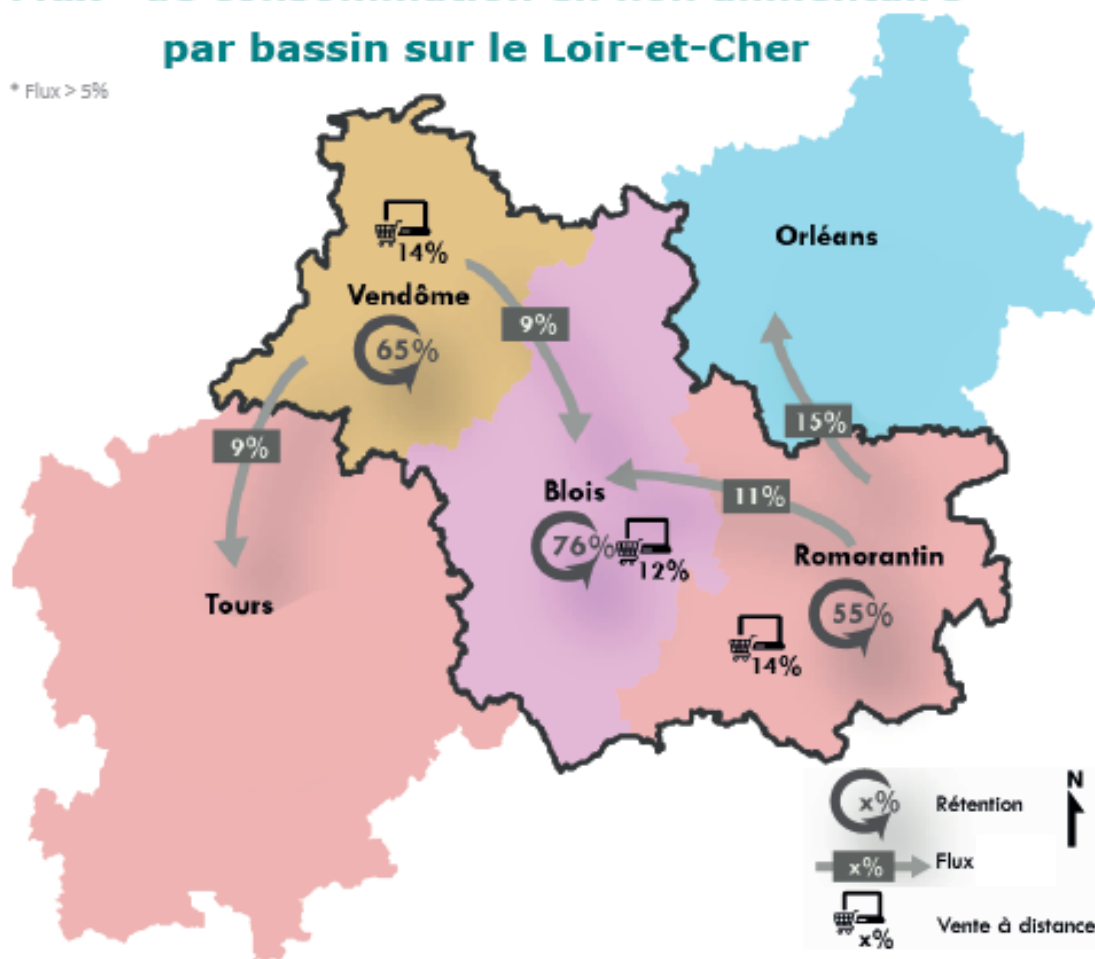 par bassin sur le Loir-et-Cher
* Flux > 5%
Orléans
14%
Vendôme
9%
65%
15%
9%
Blois
11%
76%
12%
Romorantin
Tours
55%
14%
N
x%
Rétention
x%
Flux
x%
Vente à distance